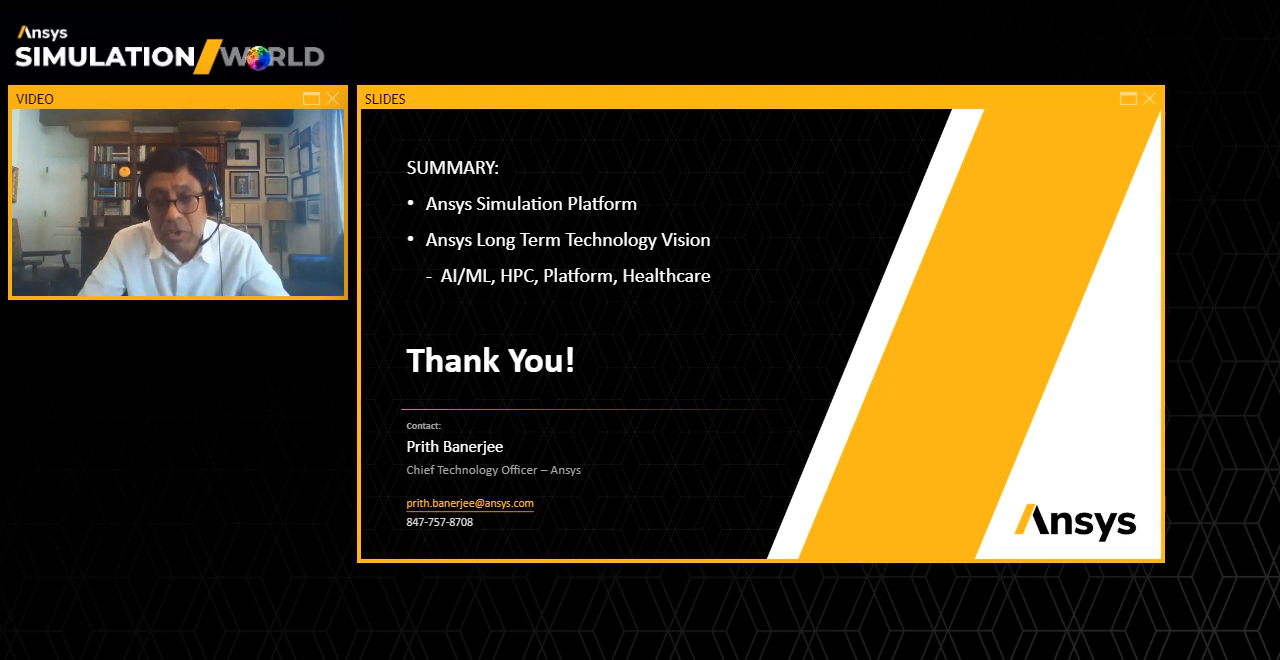 Ansys
SIMULATION WORLD
VIDEO
SLIDES
SUMMARY:
• Ansys Simulation Platform
• Ansys Long Term Technology Vision
- AI/ML, HPC, Platform, Healthcare
Thank You!
Contact:
Prith Banerjee
Chief Technology Officer – Ansys
prith.banerjee@ansys.com
847-757-8708
Ansys